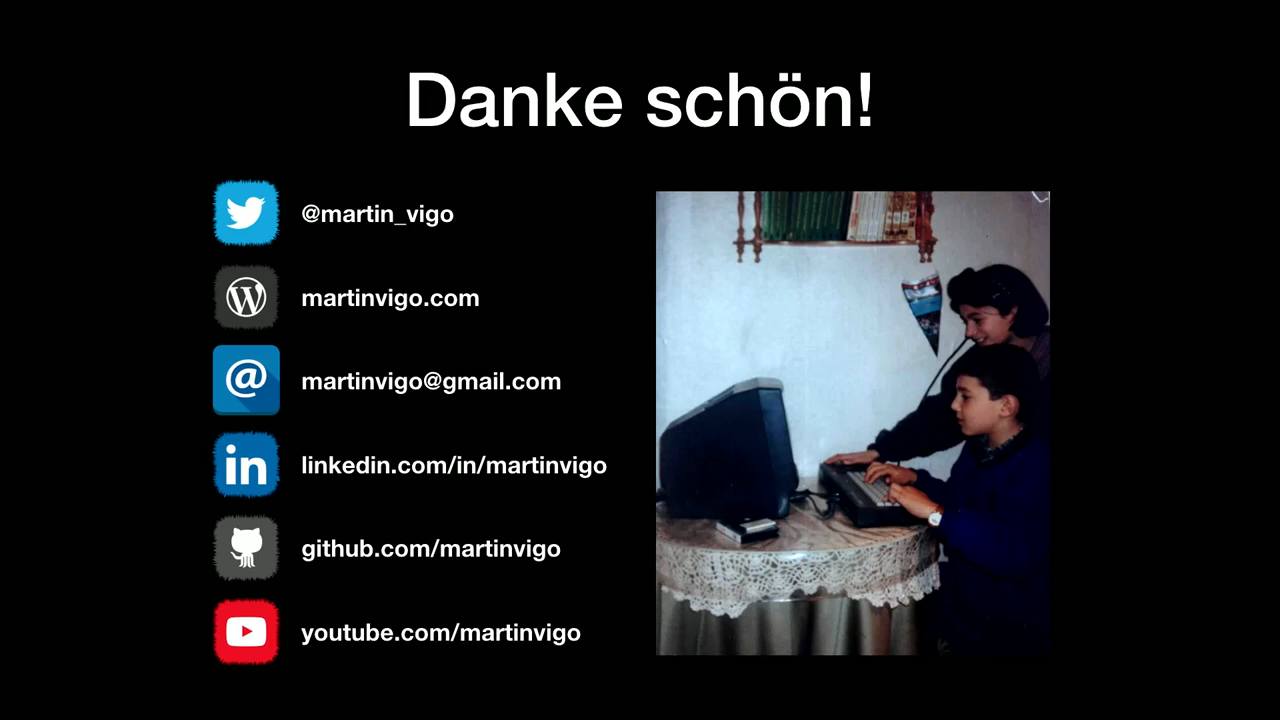 Danke schön!
@martin_vigo
martinvigo.com
martinvigo@gmail.com
linkedin.com/in/martinvigo
github.com/martinvigo
youtube.com/martinvigo